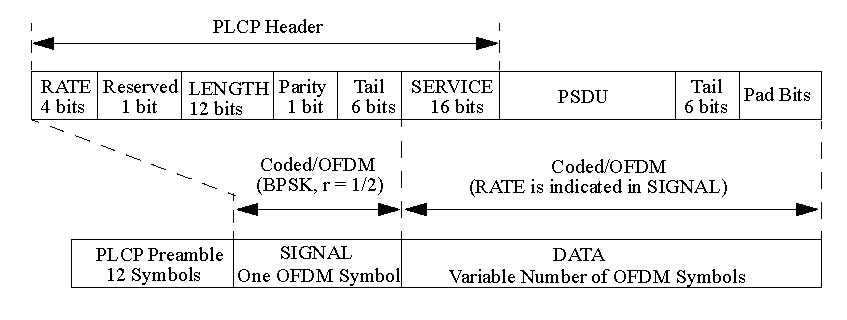 PLCP Header
RATE Reserved LENGTH Parity Tail SERVICE PSDU Tail Pad Bits
4 bits 1 bit 12 bits 1 bit 6 bits 16 bits 6 bits
Coded/OFDM Coded/OFDM
(BPSK, r = 1/2) (RATE is indicated in SIGNAL)
PLCP Preamble SIGNAL DATA
12 Symbols One OFDM Symbol Variable Number of OFDM Symbols